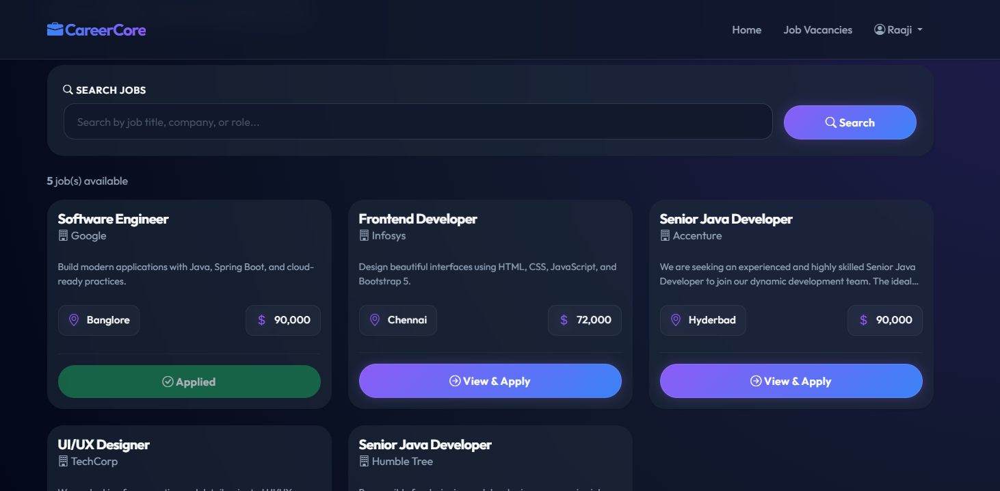 CareerCore
Home Job Vacancies Raaji
SEARCH JOBS
Search by job title, company, or role...
Search
5 job(s) available
Software Engineer
Google
Build modern applications with Java, Spring Boot, and cloud-
ready practices.
Banglore $ 90,000
Applied
Frontend Developer
Infosys
Design beautiful interfaces using HTML, CSS, JavaScript, and
Bootstrap 5.
Chennai $ 72,000
View & Apply
Senior Java Developer
Accenture
We are seeking an experienced and highly skilled Senior Java
Developer to join our dynamic development team. The ideal...
Hyderbad $ 90,000
View & Apply
UI/UX Designer
TechCorp
Senior Java Developer
Humble Tree